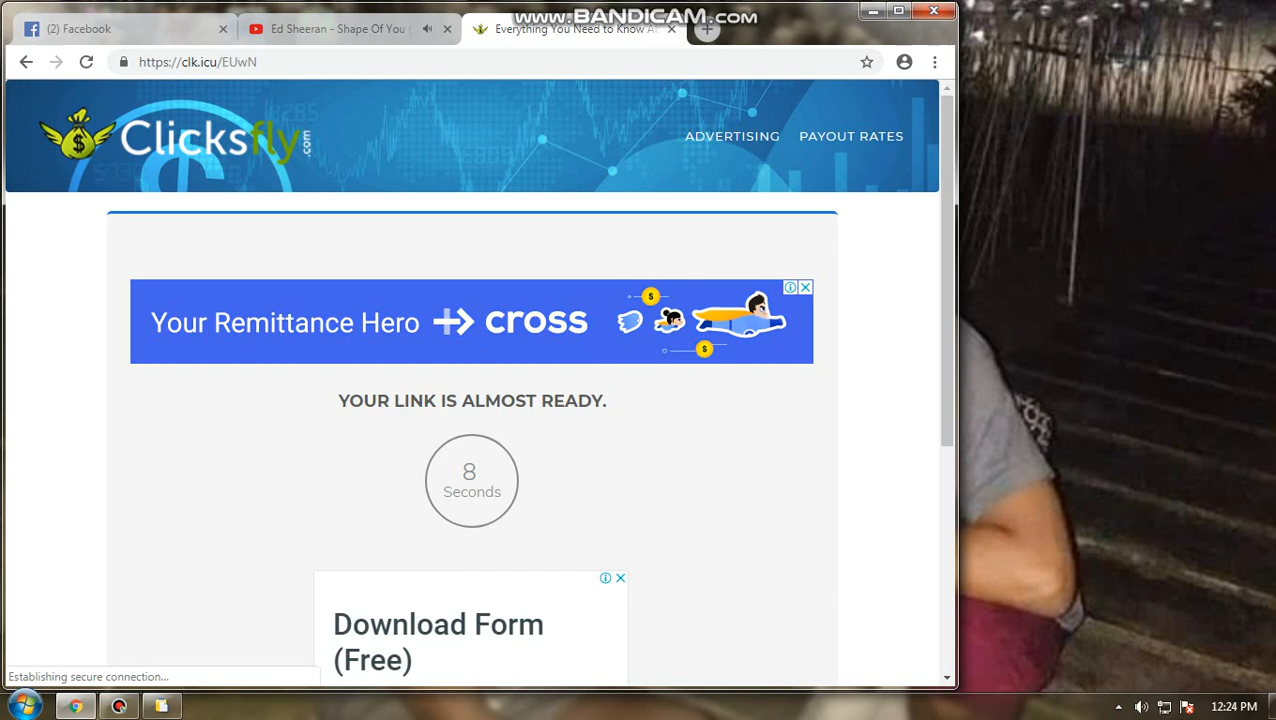 www.BANDICAM.com
(2) Facebook
Ed Sheeran - Shape Of You (
Everything You Need to Know A
https://clk.icu/EUwN
Clicksfly.com
ADVERTISING
PAYOUT RATES
Your Remittance Hero
cross
YOUR LINK IS ALMOST READY.
8
Seconds
Download Form
(Free)
Establishing secure connection...
12:24 PM